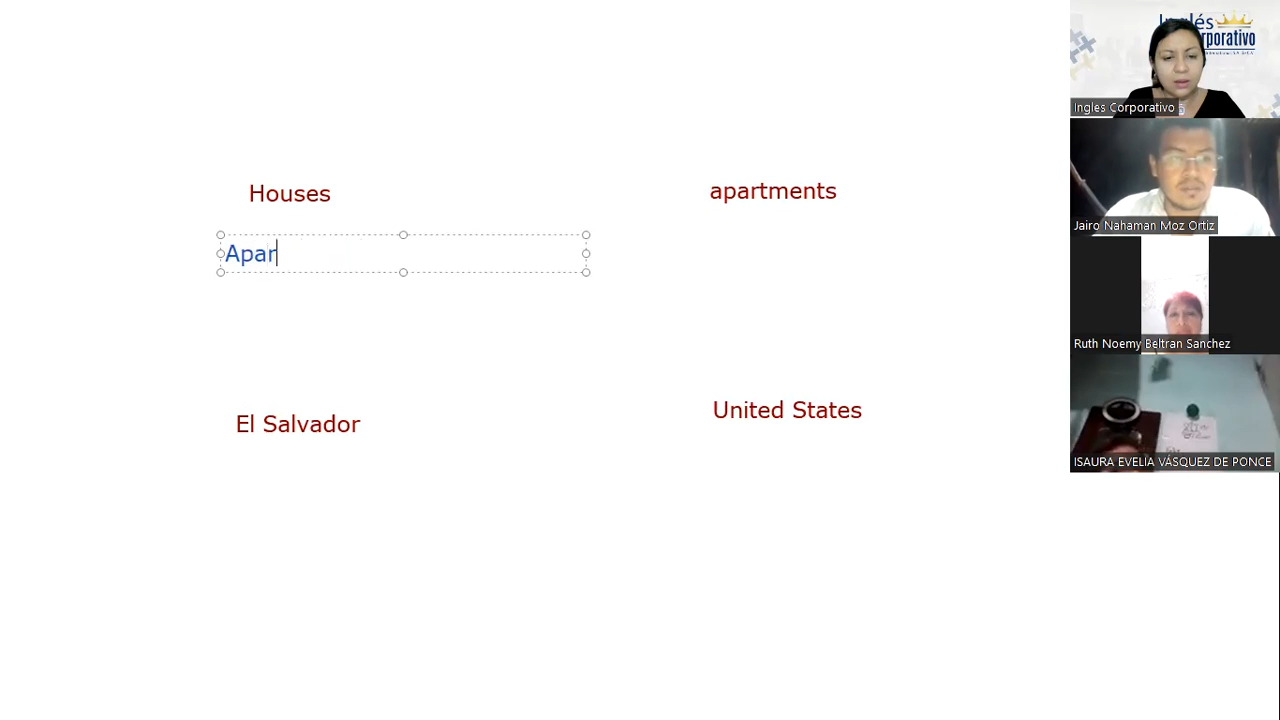 Inglés
Corporativo
Ingles Corporativo
Houses
apartments
Jairo Nahaman Moz Ortiz
Apar
Ruth Noemy Beltran Sanchez
El Salvador
United States
ISAURA EVELIA VÁSQUEZ DE PONCE